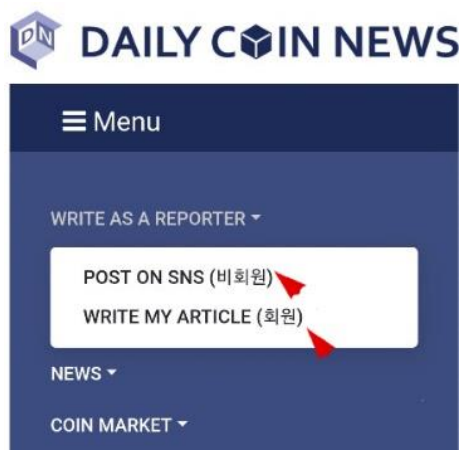 DN DAILY COIN NEWS
Menu
WRITE AS A REPORTER
POST ON SNS (비회원)
WRITE MY ARTICLE (회원)
NEWS
COIN MARKET